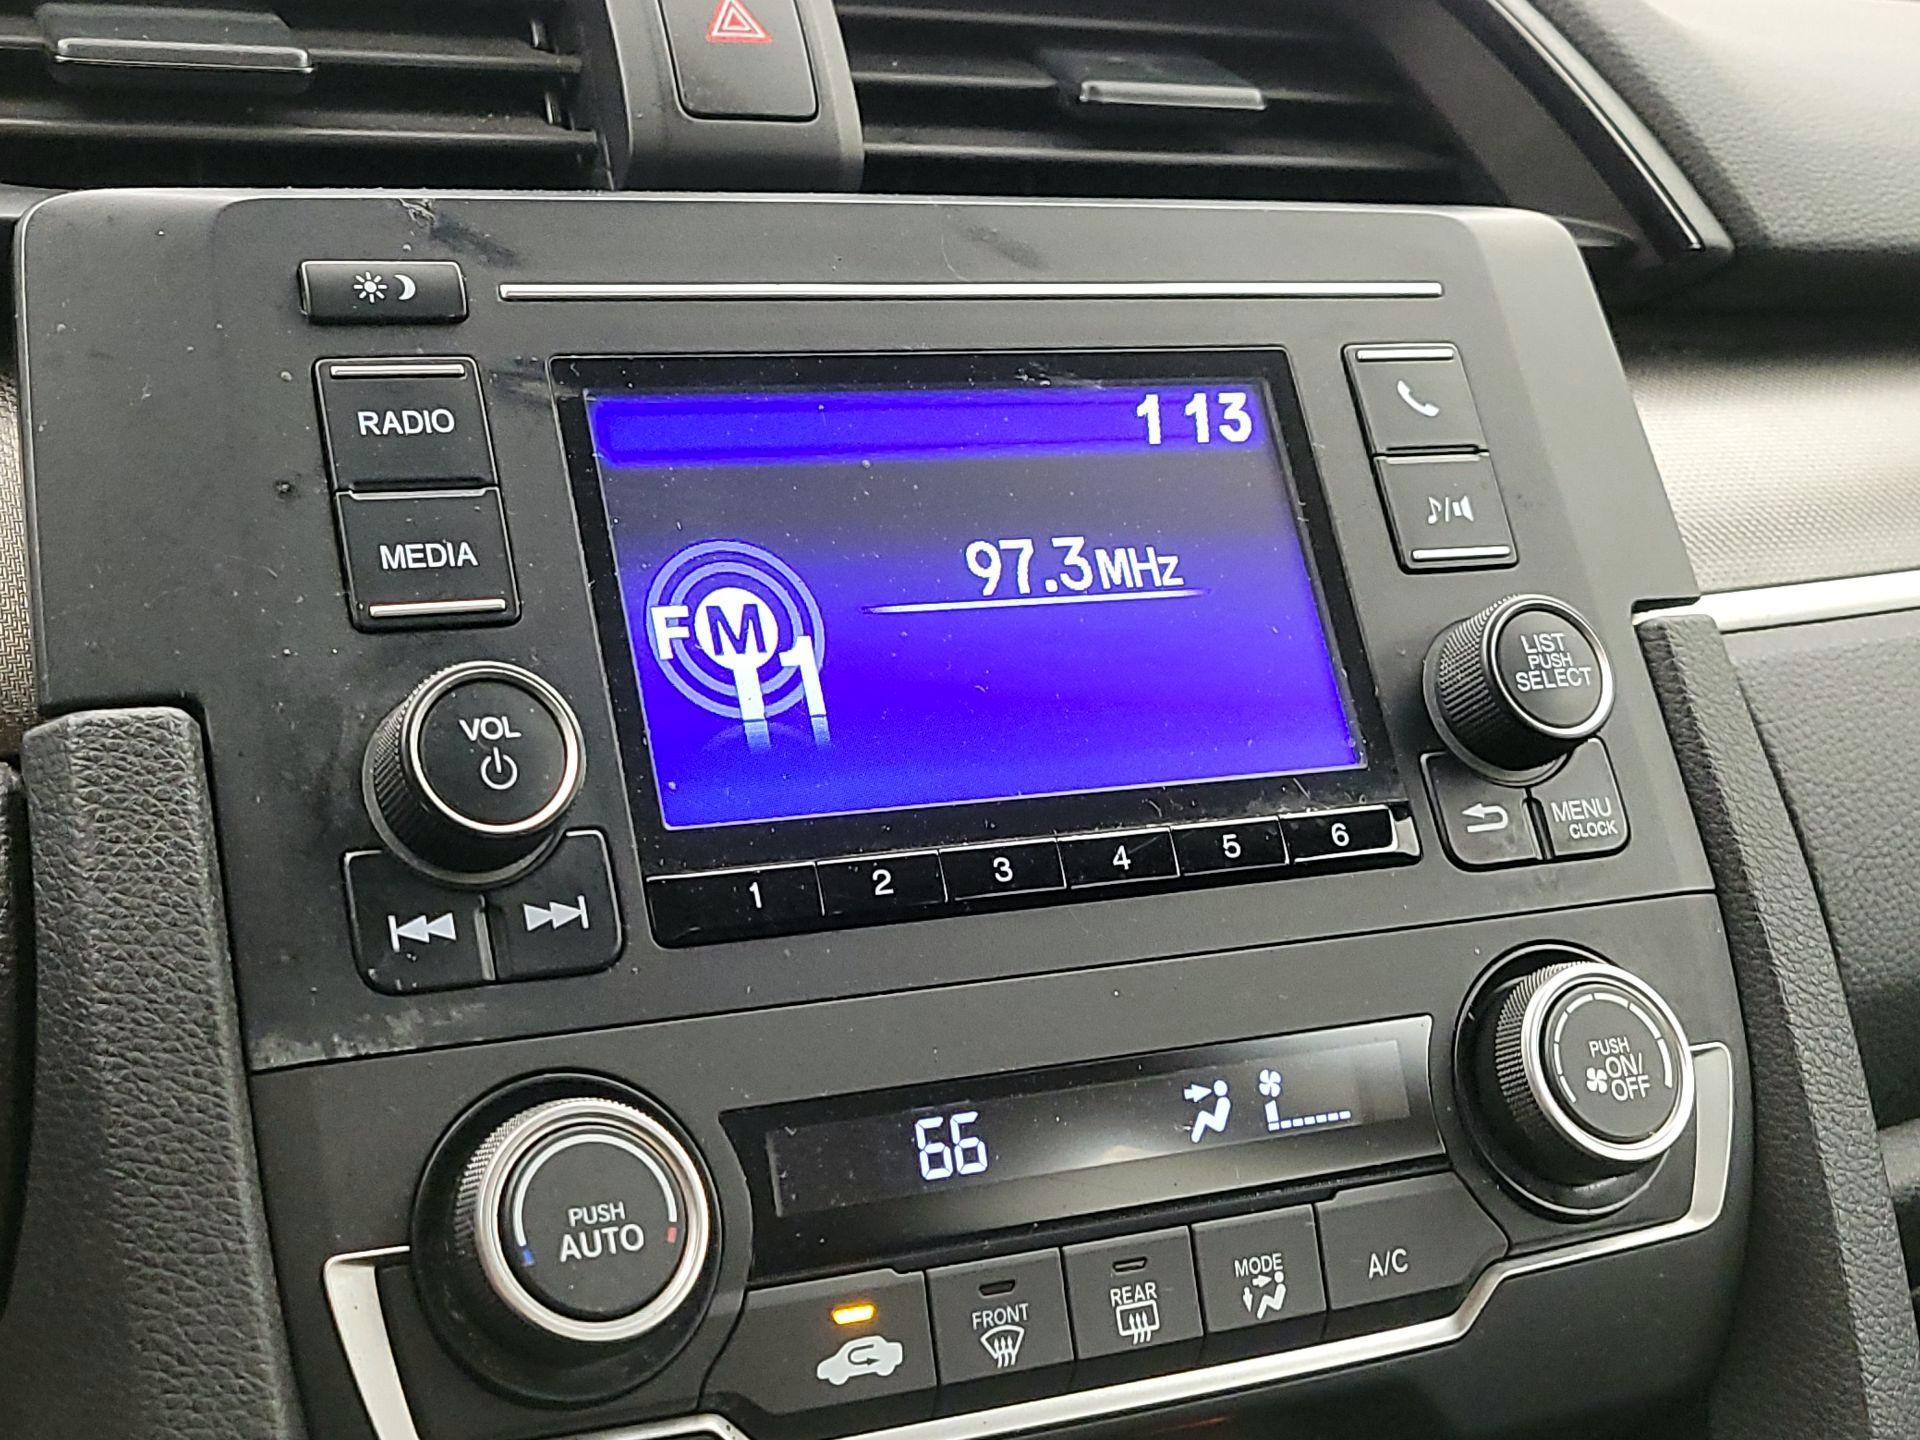 RADIO
MEDIA
VOL
1 13
97.3MHz
FM
1
1
2
3
4
5
6
LIST
PUSH
SELECT
MENU
CLOCK
66
PUSH
AUTO
PUSH
ON/
OFF
FRONT
REAR
MODE
A/C